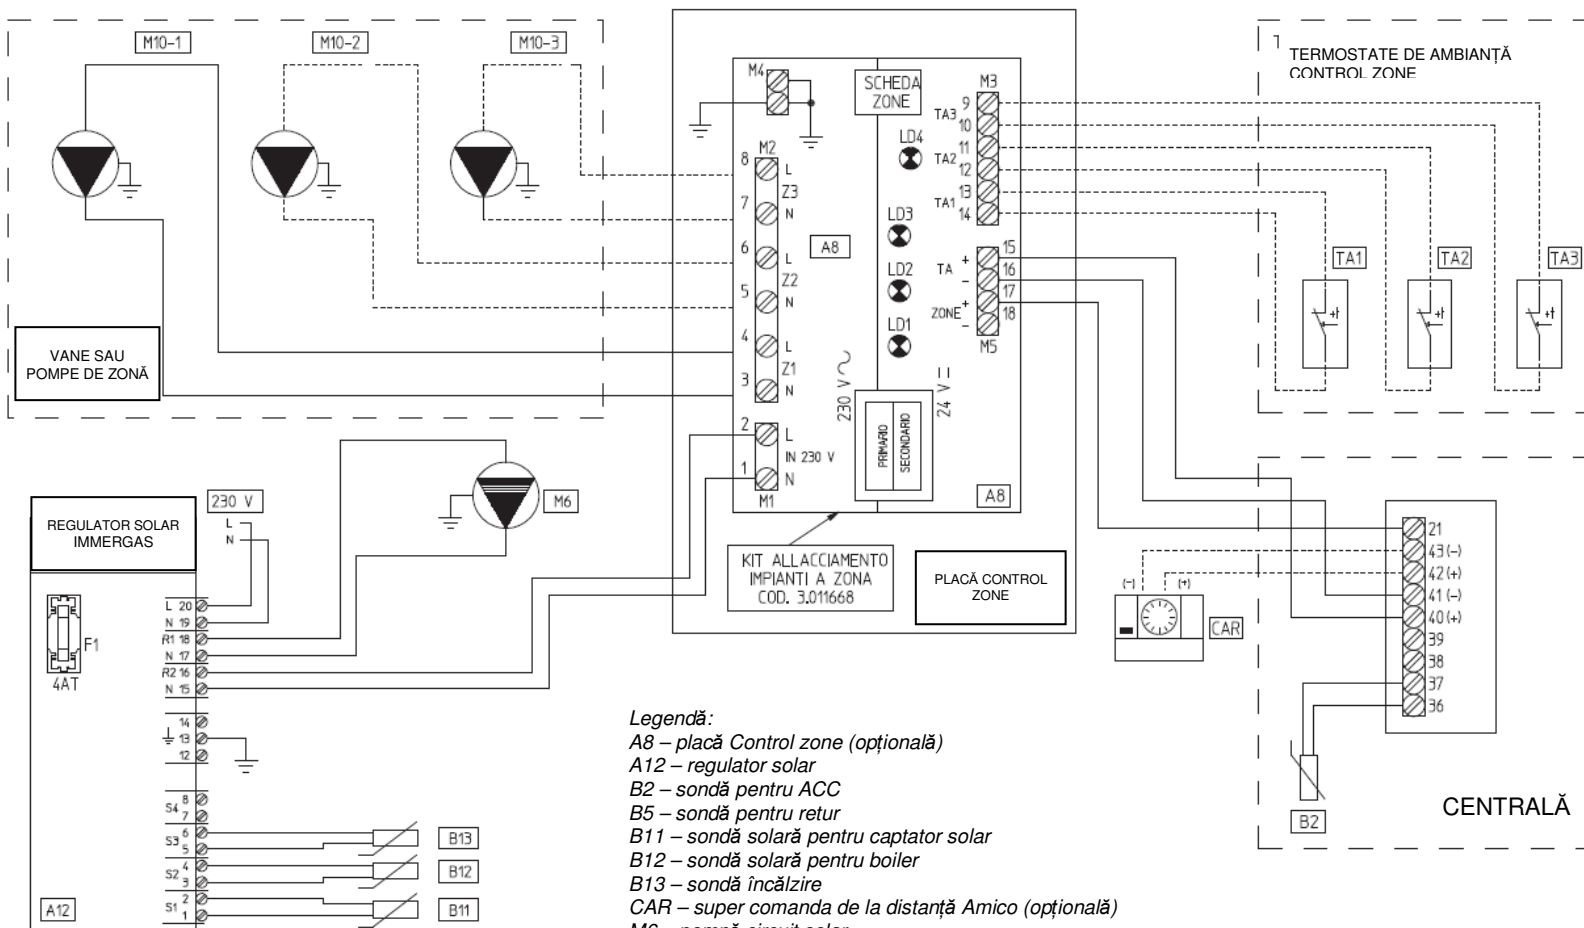 M10-1
M10-2
M10-3
VANE SAU
POMPE DE ZONĂ
M4
SCHEDA
ZONE
M2
8
L
Z3
7
N
6
L
Z2
5
N
4
L
Z1
3
N
2
L
IN 230 V
1
N
M1
A8
LD4
LD3
LD2
LD1
230 V
24 V
PRIMARIO
SECONDARIO
A8
M3
9
TA3
10
11
TA2
12
13
TA1
14
15
+
TA
16
-
17
+
ZONE
18
-
M5
KIT ALLACCIAMENTO
IMPIANTI A ZONA
COD. 3.011668
PLACĂ CONTROL
ZONE
TERMOSTATE DE AMBIANȚĂ
CONTROL ZONE
TA1
TA2
TA3
+t
+t
+t
21
43 (-)
42 (+)
41 (-)
40 (+)
39
38
37
36
(-)
(+)
CAR
B2
CENTRALĂ
REGULATOR SOLAR
IMMERGAS
230 V
L
N
M6
F1
4AT
L 20
N 19
R1 18
N 17
R2 16
N 15
14
13
12
8
S4
7
6
S3
5
4
S2
3
2
S1
1
B13
B12
B11
A12
Legendă:
A8 – placă Control zone (opțională)
A12 – regulator solar
B2 – sondă pentru ACC
B5 – sondă pentru retur
B11 – sondă solară pentru captator solar
B12 – sondă solară pentru boiler
B13 – sondă încălzire
CAR – super comanda de la distanță Amico (opțională)
M6 – pompă circuit solar